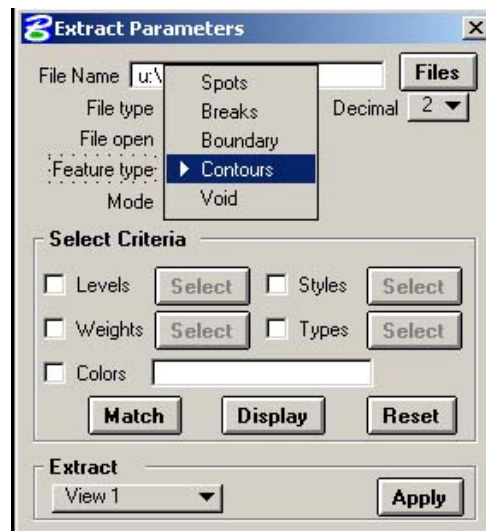 Extract Parameters
File Name u:\ Files
File type Decimal 2
File open
Feature type
Mode
Spots
Breaks
Boundary
Contours
Void
Select Criteria
Levels Select Styles Select
Weights Select Types Select
Colors
Match Display Reset
Extract
View 1 Apply